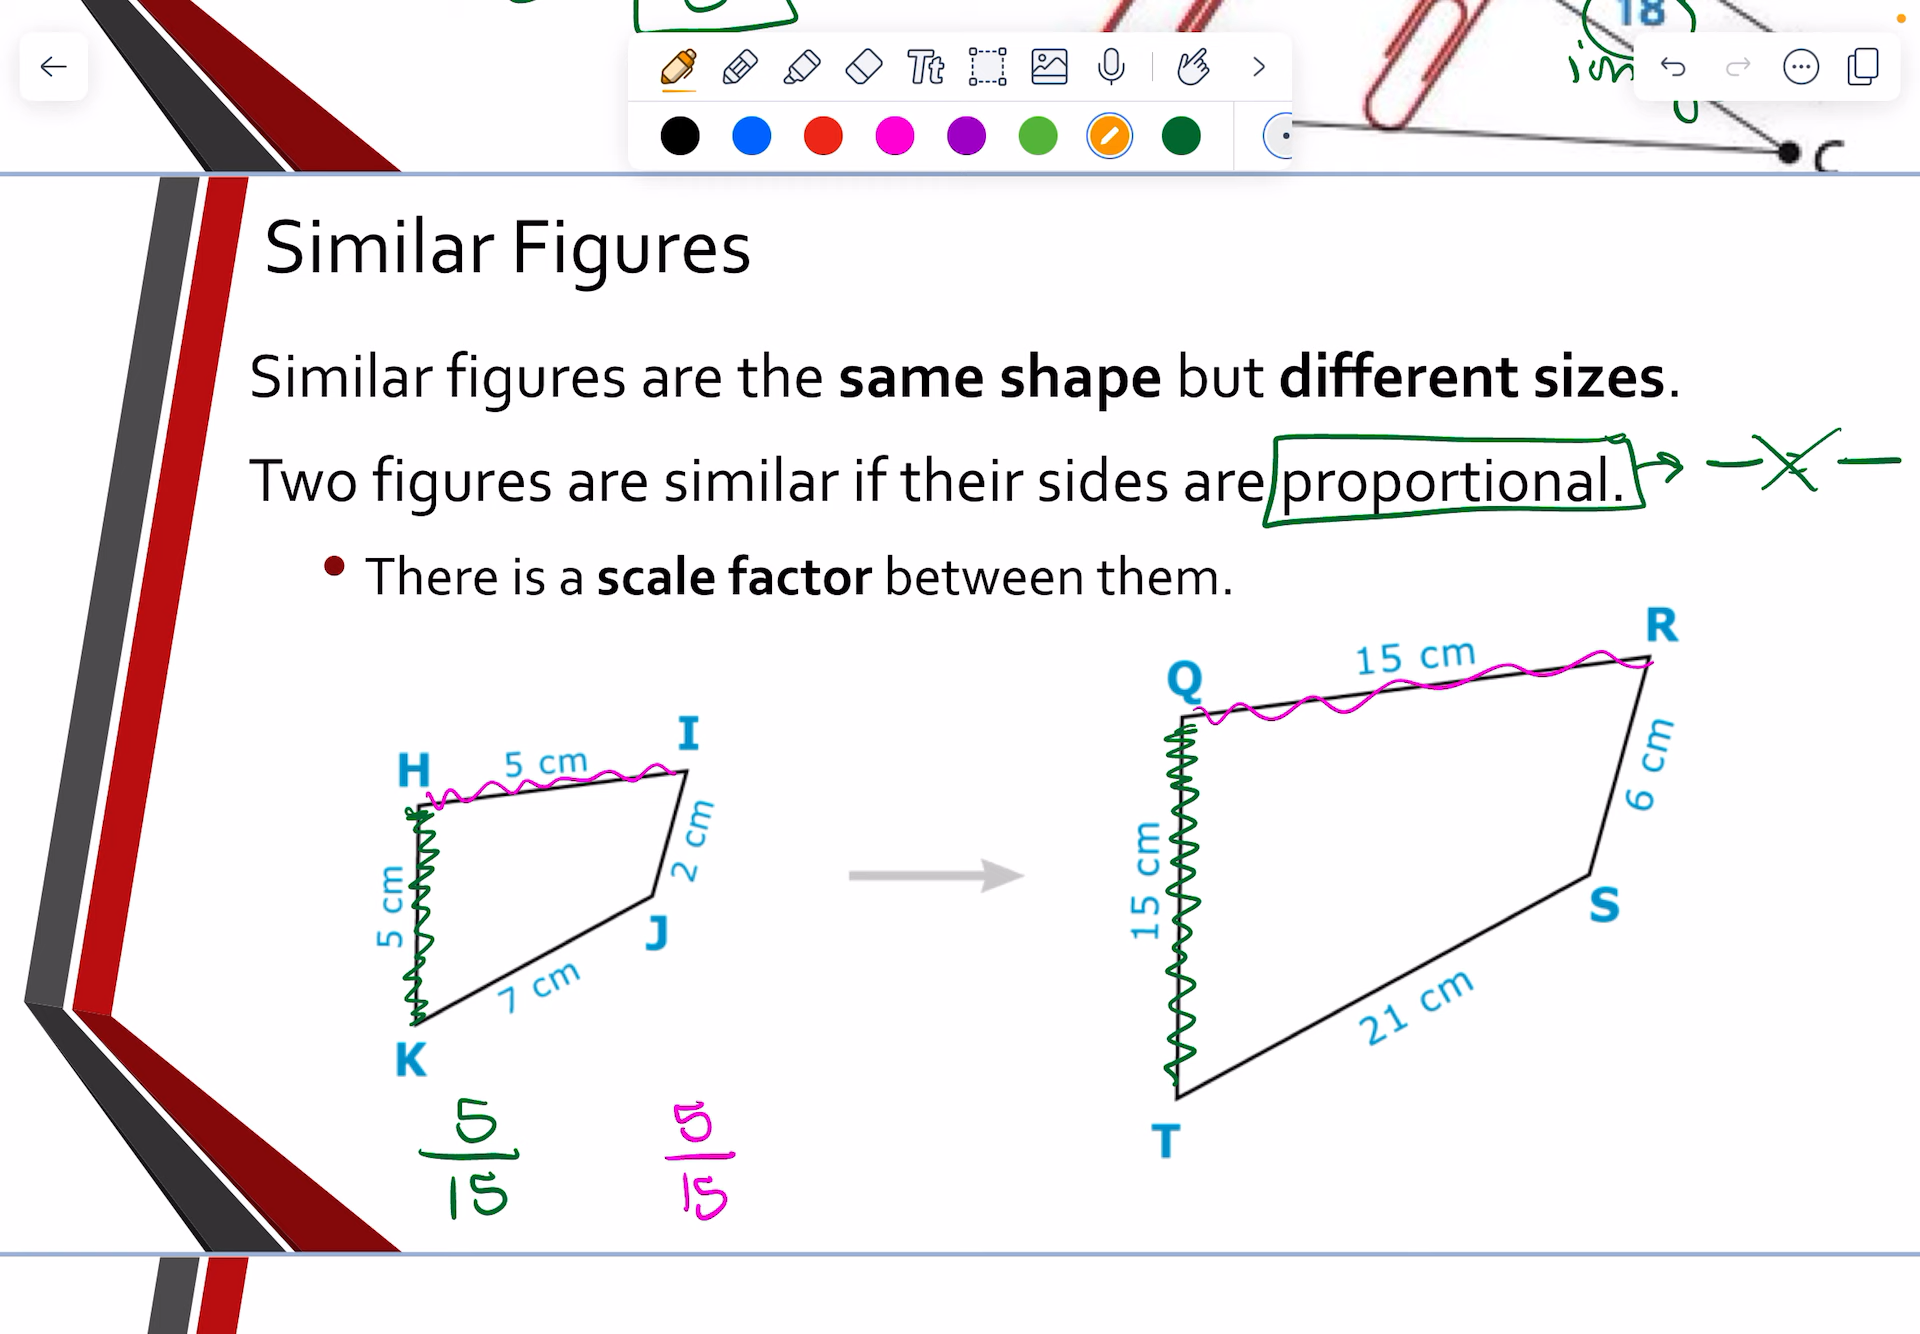 18
Tt
C
Similar Figures
Similar figures are the same shape but different sizes.
Two figures are similar if their sides are proportional.
• There is a scale factor between them.
H
5 cm
I
2 cm
J
7 cm
K
5 cm
Q
15 cm
R
6 cm
S
21 cm
T
15 cm
5
15
5
15